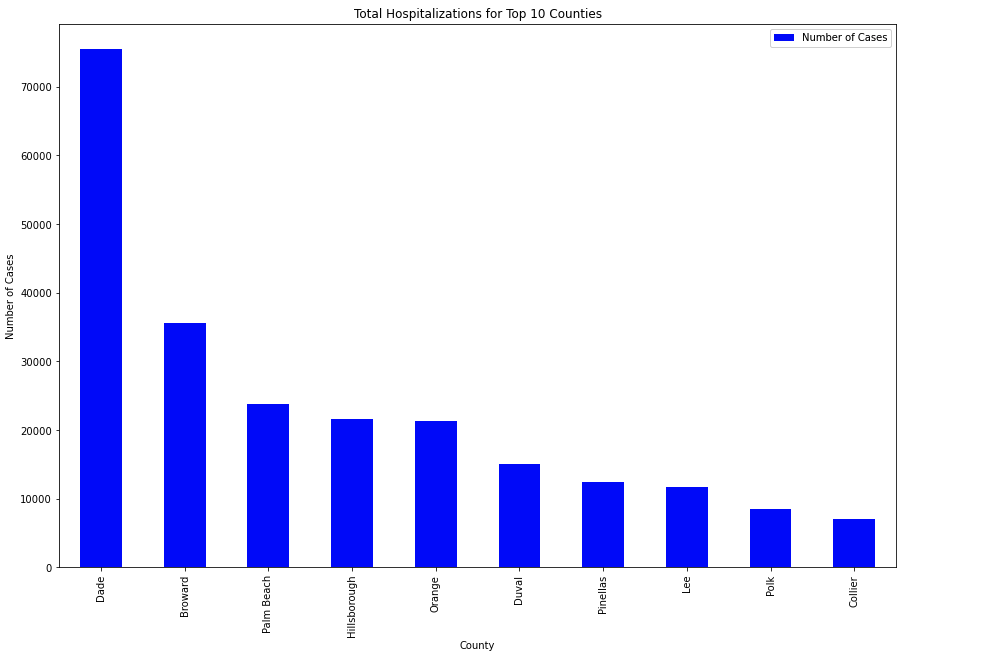 Total Hospitalizations for Top 10 Counties
Number of Cases
70000
60000
50000
40000
30000
20000
10000
0
Number of Cases
Dade
Broward
Palm Beach
Hillsborough
Orange
Duval
Pinellas
Lee
Polk
Collier
County